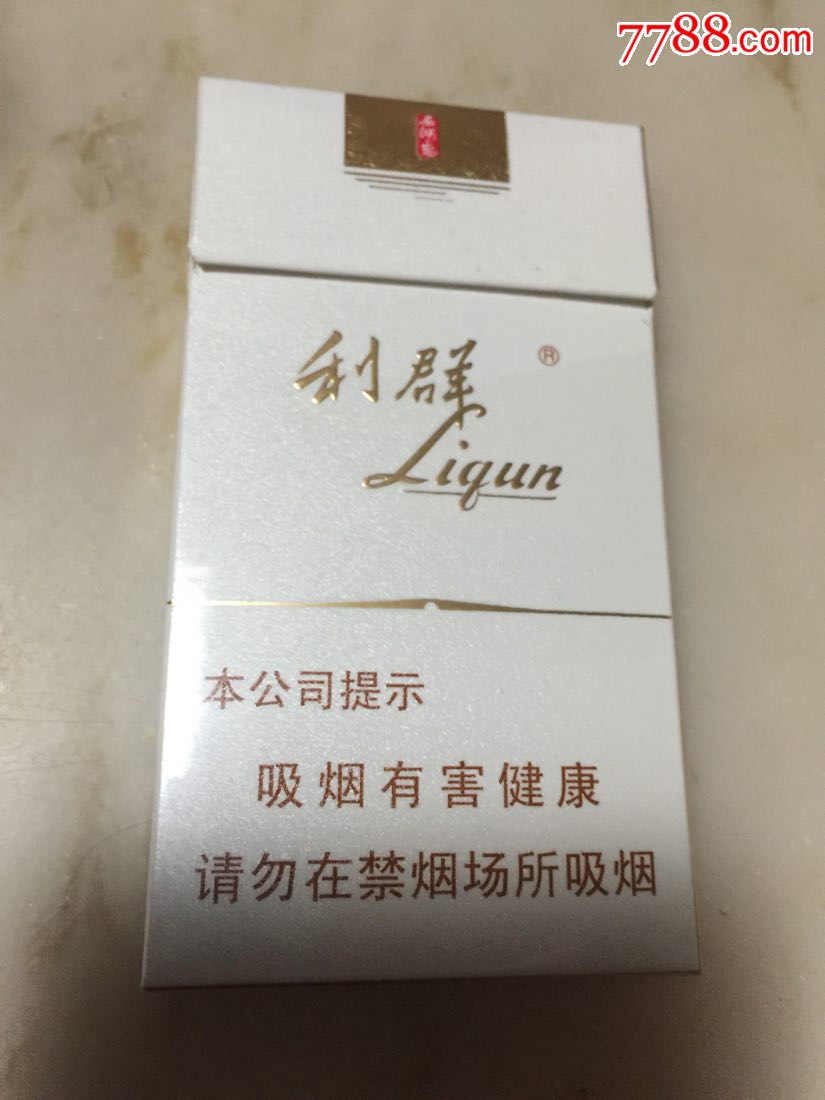 7788.com
利群
®
Liqun
本公司提示
吸烟有害健康
请勿在禁烟场所吸烟